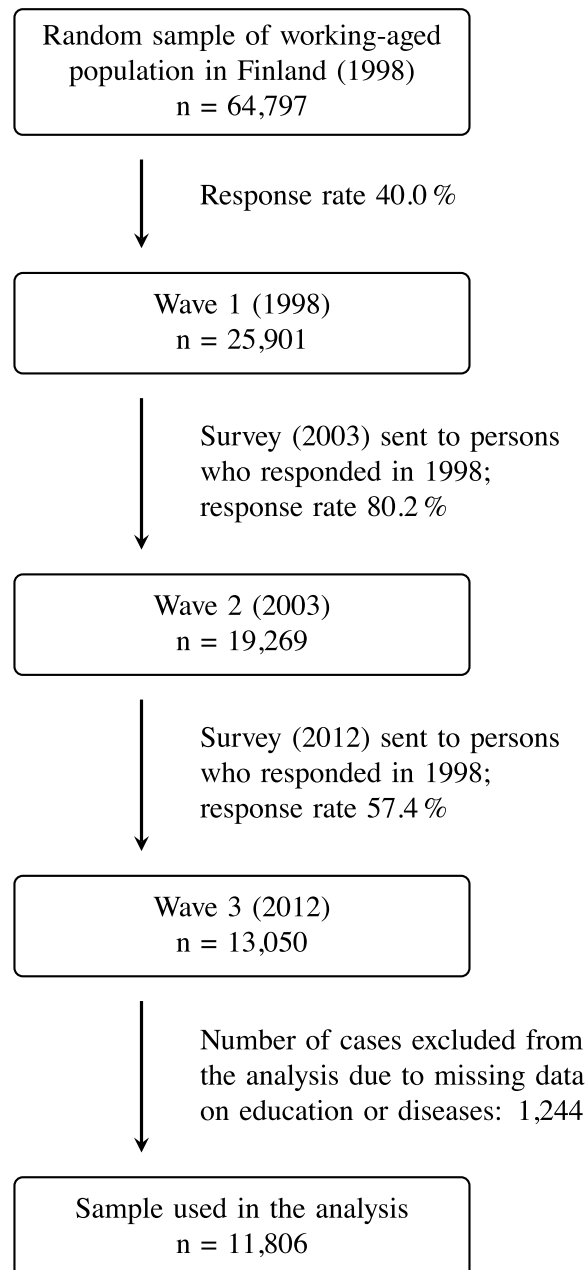 Random sample of working-aged
population in Finland (1998)
n = 64,797
Response rate 40.0 %
Wave 1 (1998)
n = 25,901
Survey (2003) sent to persons
who responded in 1998;
response rate 80.2 %
Wave 2 (2003)
n = 19,269
Survey (2012) sent to persons
who responded in 1998;
response rate 57.4 %
Wave 3 (2012)
n = 13,050
Number of cases excluded from
the analysis due to missing data
on education or diseases: 1,244
Sample used in the analysis
n = 11,806